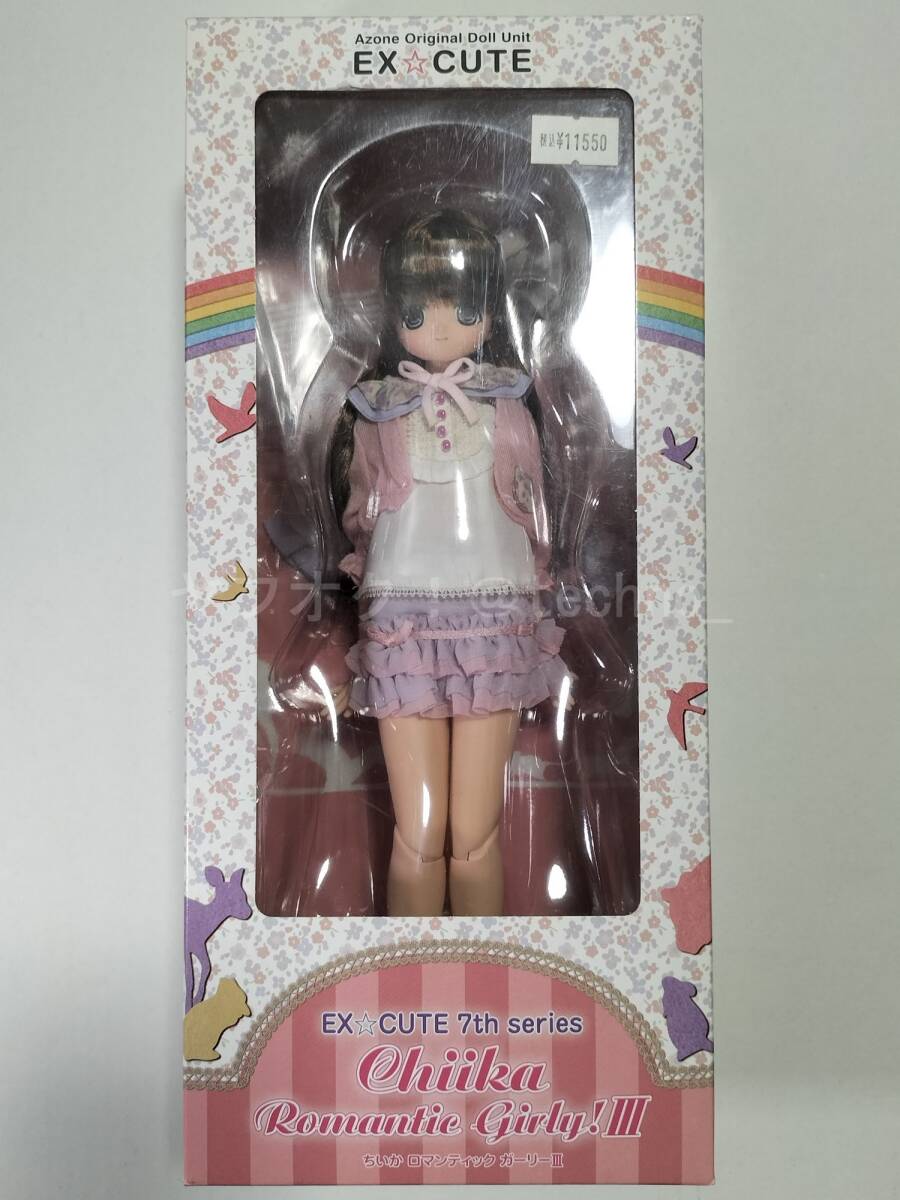 Azone Original Doll Unit
EX☆CUTE
税込¥11550
EX☆CUTE 7th series
Chiika
Romantic Girly! III
ちいか ロマンティック ガーリーIII